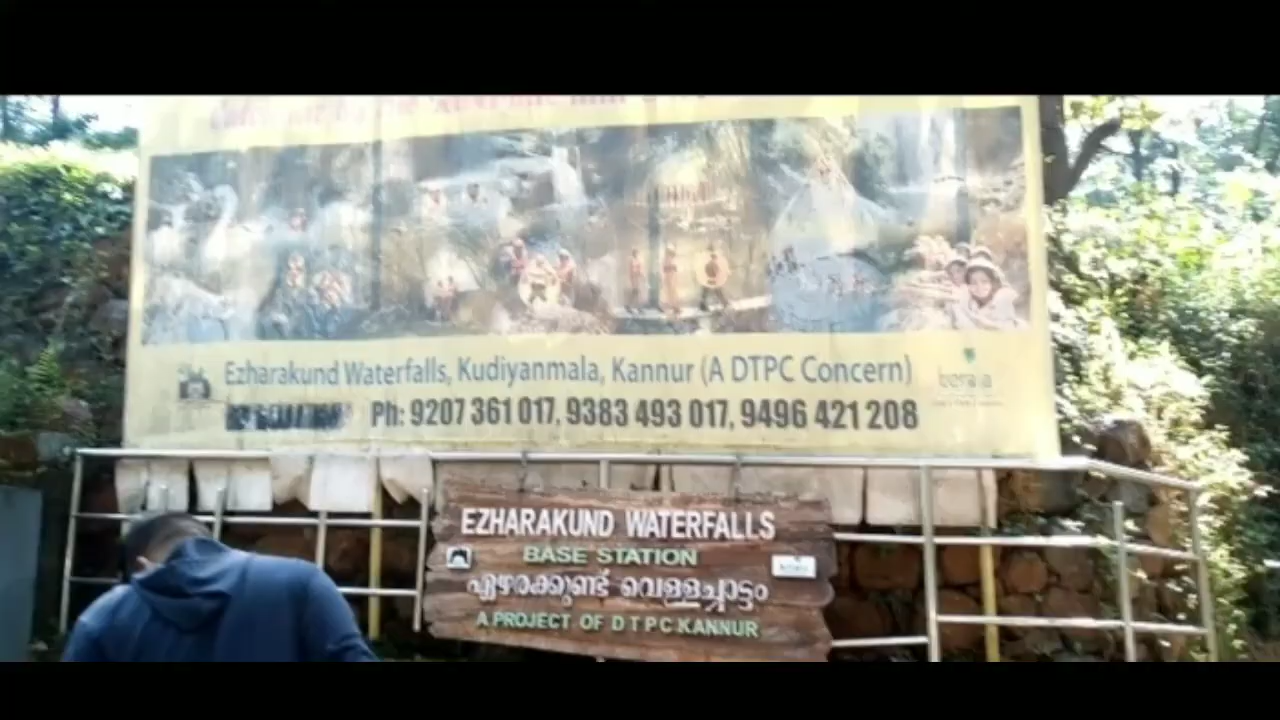 Ezharakund Waterfalls, Kudiyanmala, Kannur (A DTPC Concern)
kerala
Ph: 9207 361 017, 9383 493 017, 9496 421 208
EZHARAKUND WATERFALLS
BASE STATION
ഏഴരക്കുണ്ട് വെള്ളച്ചാട്ടം
A PROJECT OF D T P C KANNUR